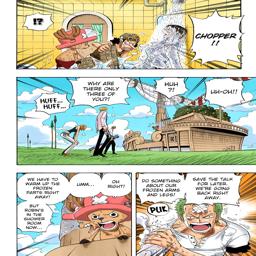 !?
CHOPPER
!!
WHY ARE
THERE ONLY
THREE OF
YOU?!
HUH
?!
UH-OH!!
HUFF...
HUFF...
WE HAVE TO
WARM UP THE
FROZEN
PARTS RIGHT
AWAY!
BUT
ROBIN'S
IN THE
SHOWER
ROOM
NOW...
UMM...
OH
RIGHT!
DO SOMETHING
ABOUT OUR
FROZEN ARMS
AND LEGS!
SAVE THE TALK
FOR LATER.
WE'RE GOING
BACK RIGHT
AWAY!